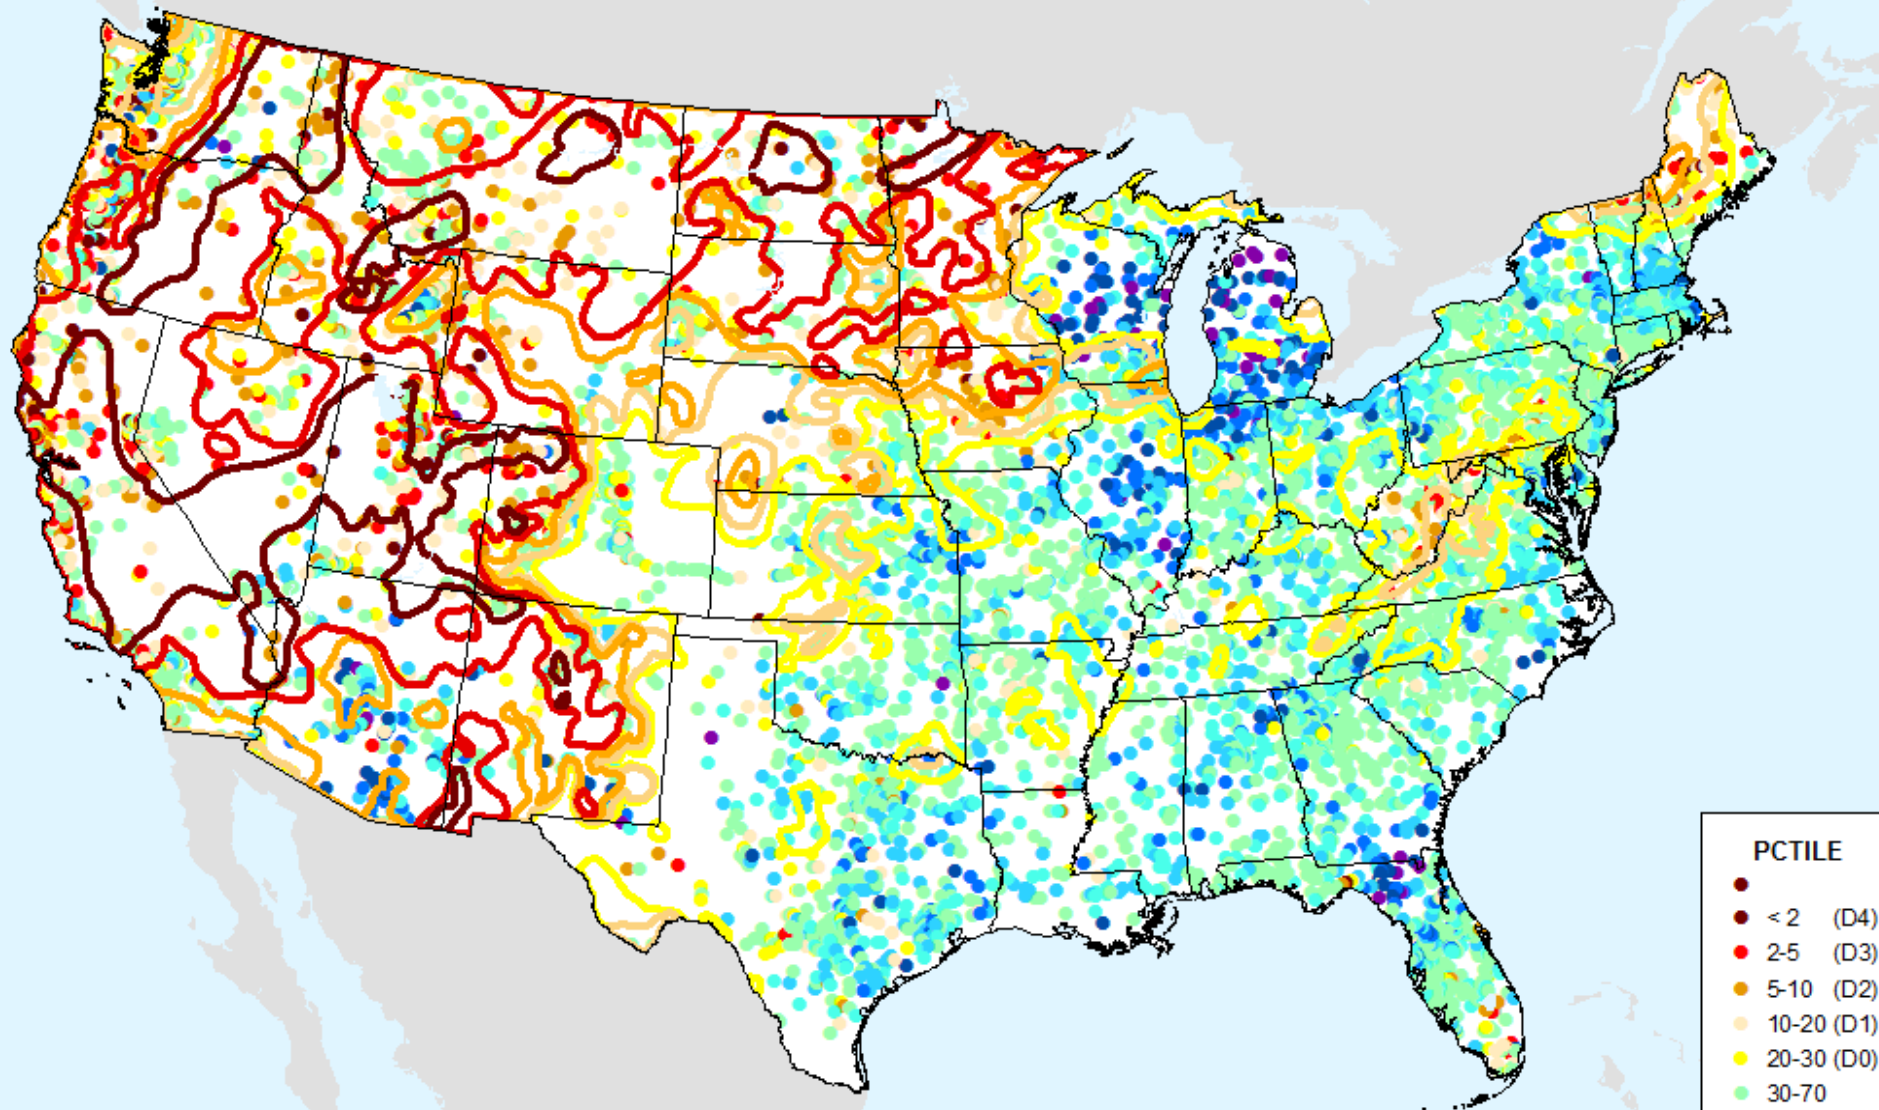 PCTILE
< 2 (D4)
2-5 (D3)
5-10 (D2)
10-20 (D1)
20-30 (D0)
30-70